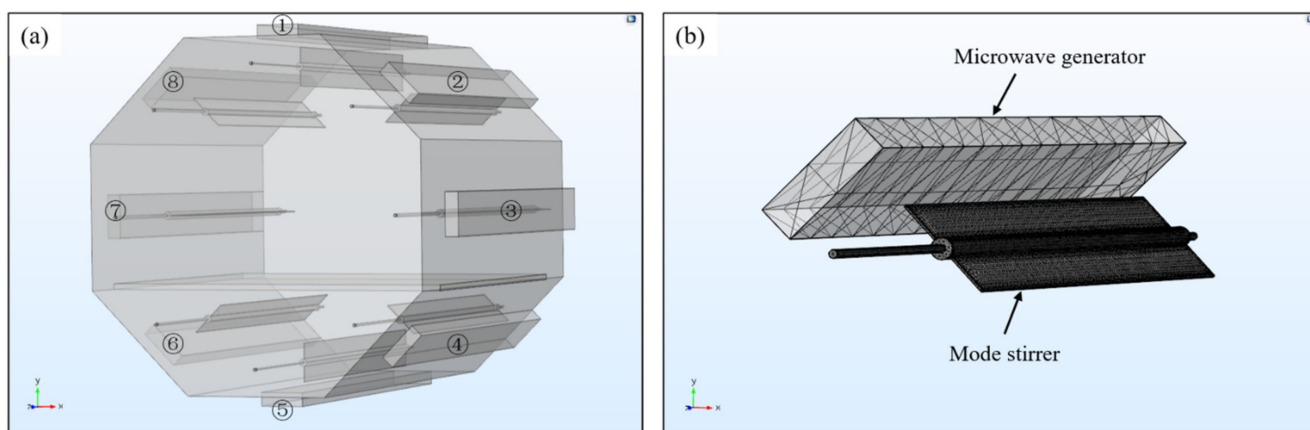 (a)
①
②
③
④
⑤
⑥
⑦
⑧
y
z
x
(b)
Microwave generator
Mode stirrer
y
z
x